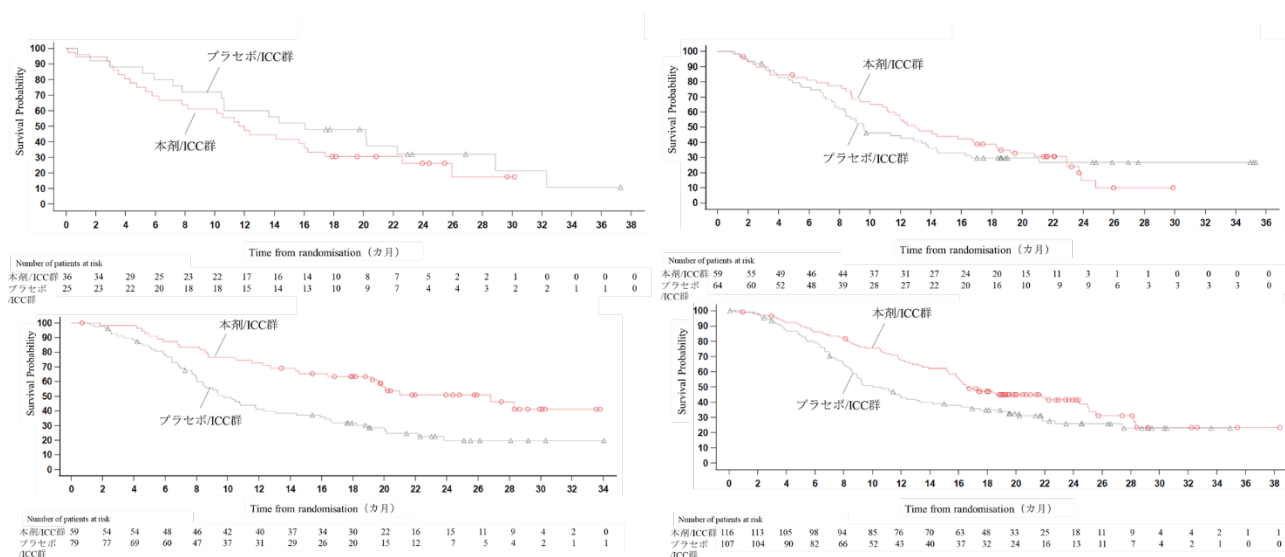 Survival Probability
100
90
80
70
60
50
40
30
20
10
0
プラセボ/ICC群
本剤/ICC群
0 2 4 6 8 10 12 14 16 18 20 22 24 26 28 30 32 34 36 38
Time from randomisation（カ月）
Number of patients at risk
本剤/ICC群 36 34 29 25 23 22 17 16 14 10 8 7 5 2 2 1 0 0 0 0
プラセボ 25 23 22 20 18 18 15 14 13 10 9 7 4 4 3 2 2 1 1 0
/ICC群
Survival Probability
100
90
80
70
60
50
40
30
20
10
0
本剤/ICC群
プラセボ/ICC群
0 2 4 6 8 10 12 14 16 18 20 22 24 26 28 30 32 34 36
Time from randomisation（カ月）
Number of patients at risk
本剤/ICC群 59 55 49 46 44 37 31 27 24 20 15 11 3 1 1 0 0 0 0
プラセボ 64 60 52 48 39 28 27 22 20 16 10 9 9 6 3 3 3 3 0
/ICC群
Survival Probability
100
90
80
70
60
50
40
30
20
10
0
本剤/ICC群
プラセボ/ICC群
0 2 4 6 8 10 12 14 16 18 20 22 24 26 28 30 32 34
Time from randomisation（カ月）
Number of patients at risk
本剤/ICC群 59 54 54 48 46 42 40 37 34 30 22 16 15 11 9 4 2 0
プラセボ 79 77 69 60 47 37 31 29 26 20 15 12 7 5 4 2 1 1
/ICC群
Survival Probability
100
90
80
70
60
50
40
30
20
10
0
本剤/ICC群
プラセボ/ICC群
0 2 4 6 8 10 12 14 16 18 20 22 24 26 28 30 32 34 36 38
Time from randomisation（カ月）
Number of patients at risk
本剤/ICC群 116 113 105 98 94 85 76 70 63 48 33 25 18 11 9 4 4 2 1 1
プラセボ 107 104 90 82 66 52 43 40 37 32 24 16 13 11 7 4 2 1 0 0
/ICC群